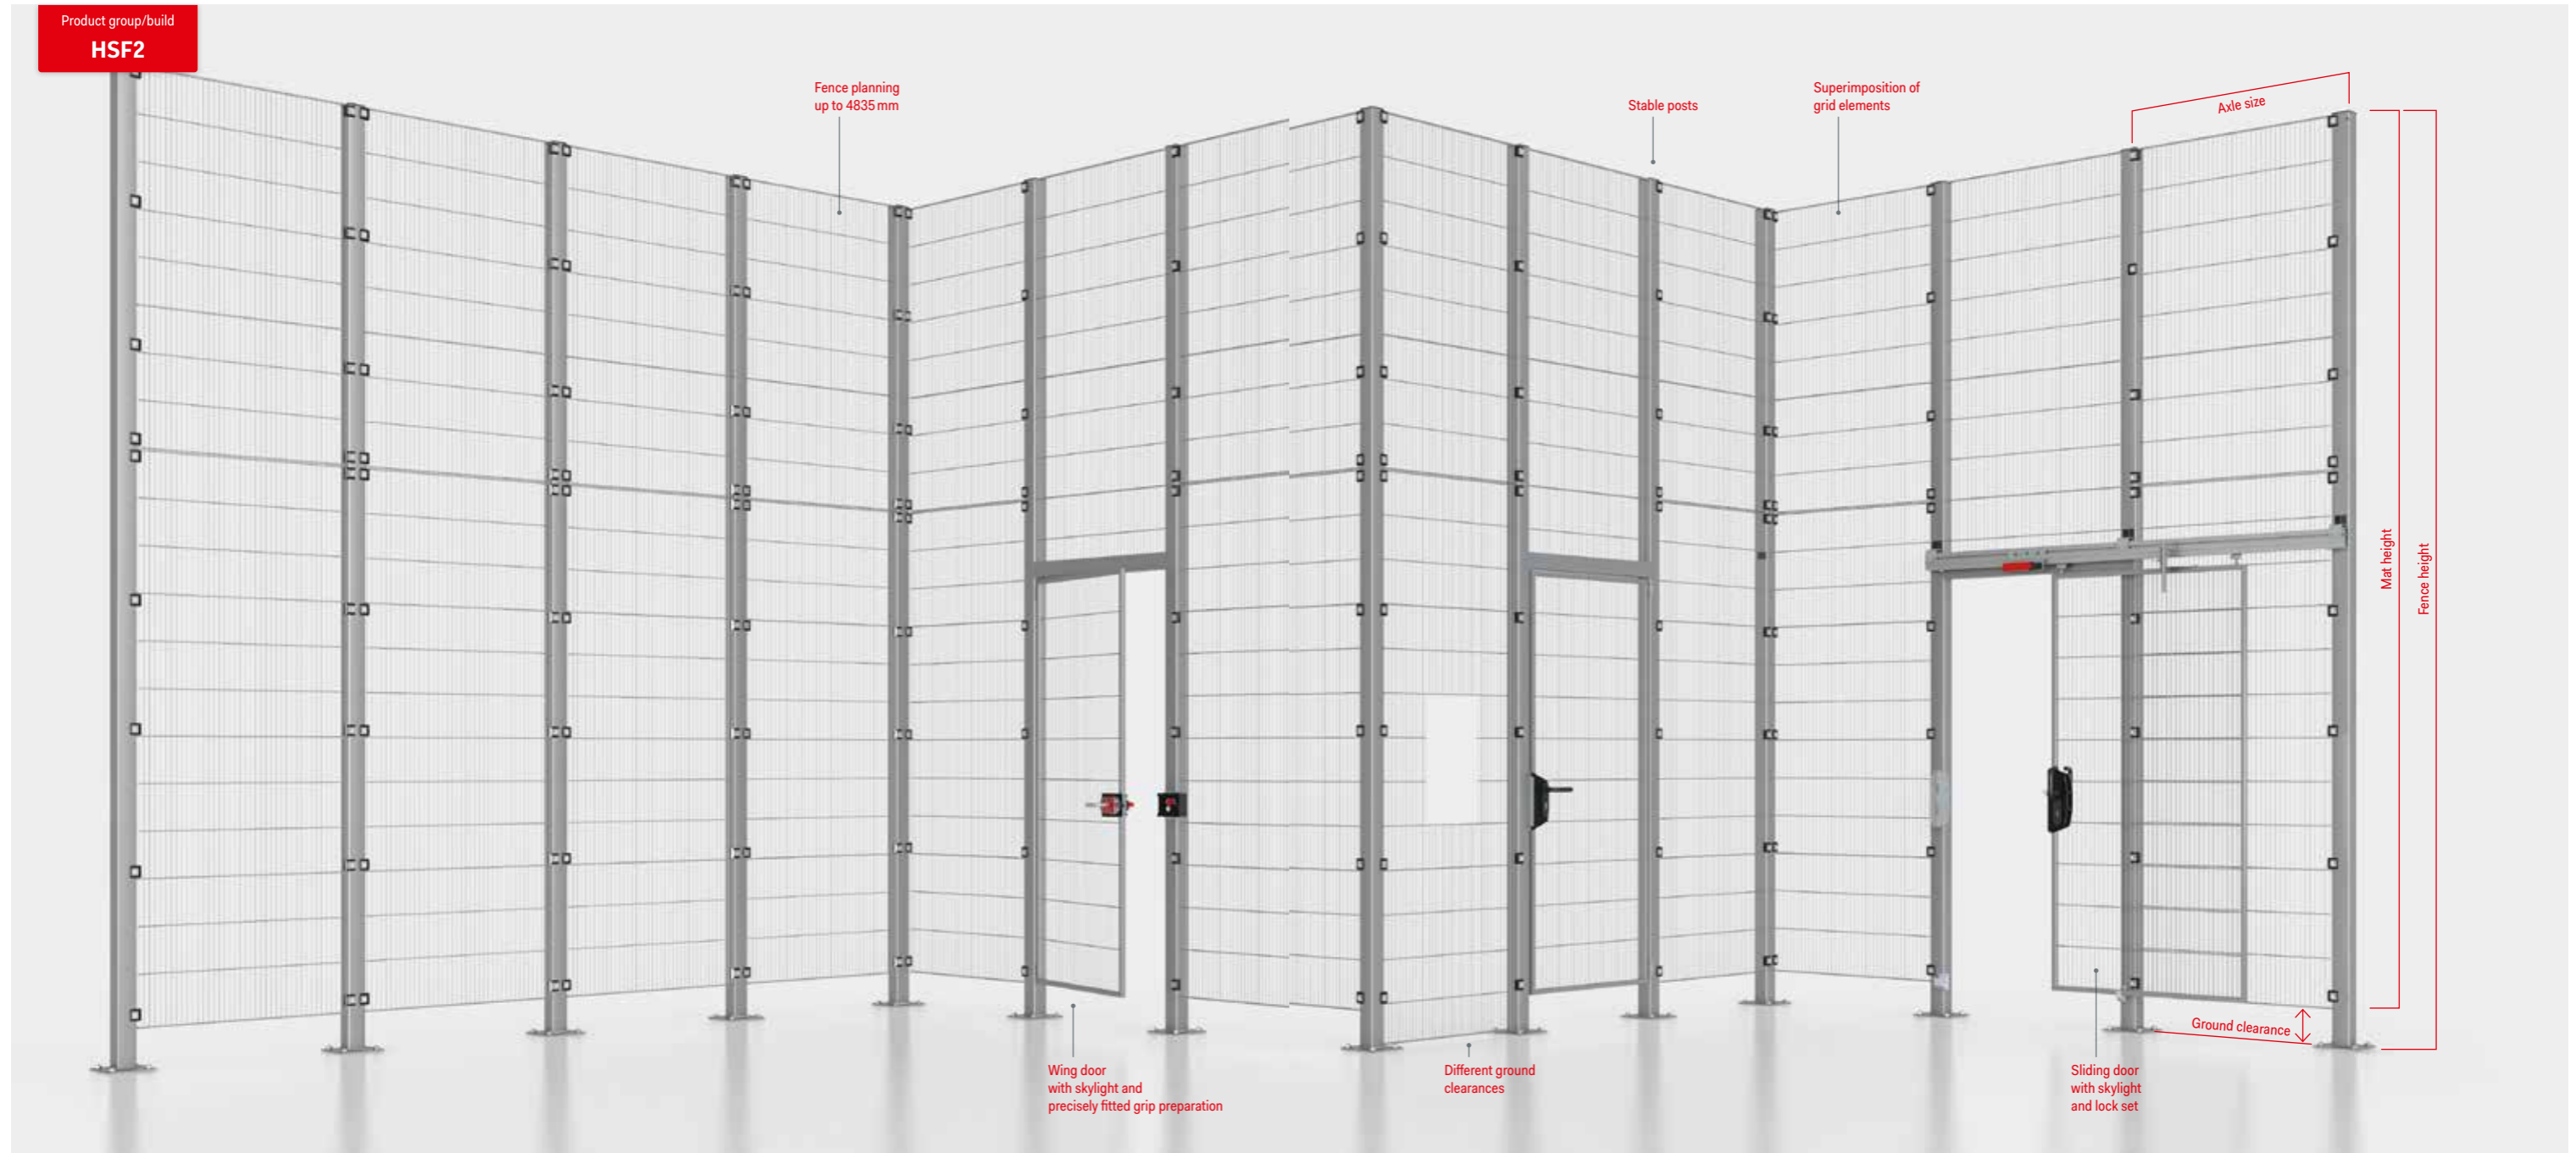 Product group/build
HSF2
Fence planning
up to 4835 mm
Stable posts
Superimposition of
grid elements
Axle size
Mat height
Fence height
Ground clearance
Wing door
with skylight and
precisely fitted grip preparation
Different ground
clearances
Sliding door
with skylight
and lock set